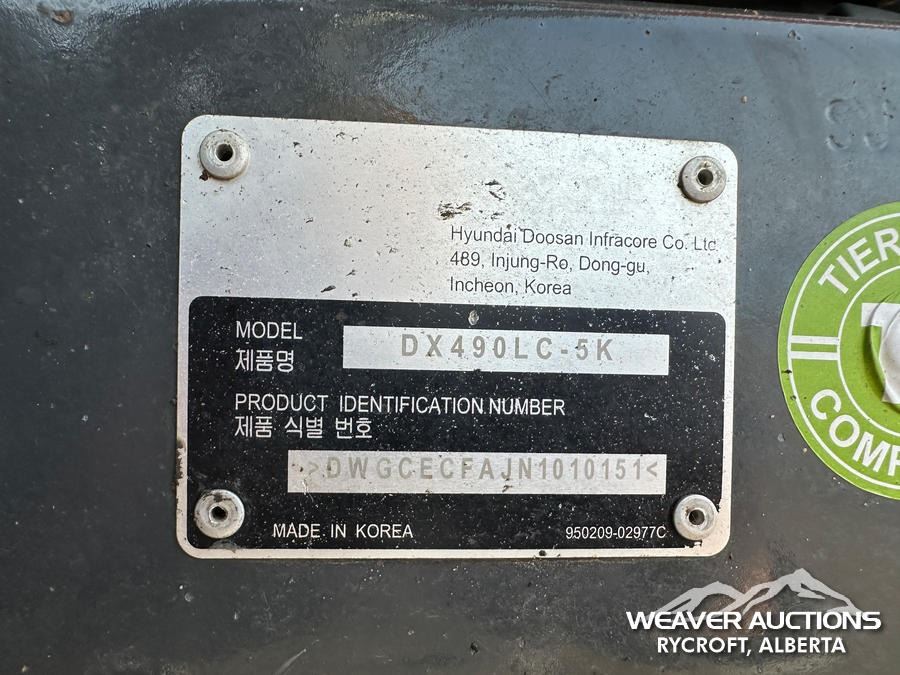 Hyundai Doosan Infracore Co. Ltd
489, Injung-Ro, Dong-gu,
Incheon, Korea
MODEL
제품명
DX490LC-5K
PRODUCT IDENTIFICATION NUMBER
제품 식별 번호
>DWGCECFAJN1010151<
MADE IN KOREA
950209-02977C
TIER
WEAVER AUCTIONS
RYCROFT, ALBERTA